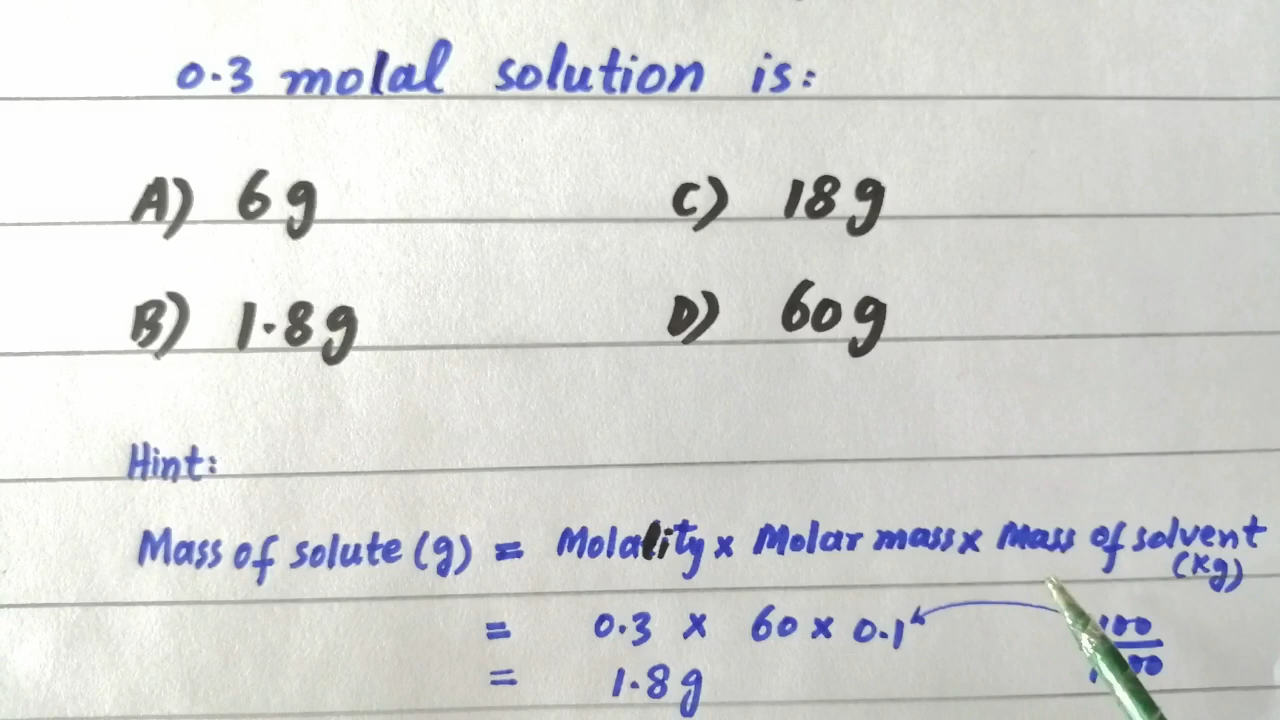 0.3 molal solution is:
A) 6g
C) 18g
B) 1.8g
D) 60g
Hint:
Mass of solute (g) = Molality x Molar mass x Mass of solvent (Kg)
= 0.3 x 60 x 0.1
= 1.8g